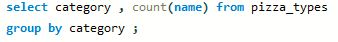 select category , count(name) from pizza_types
group by category ;